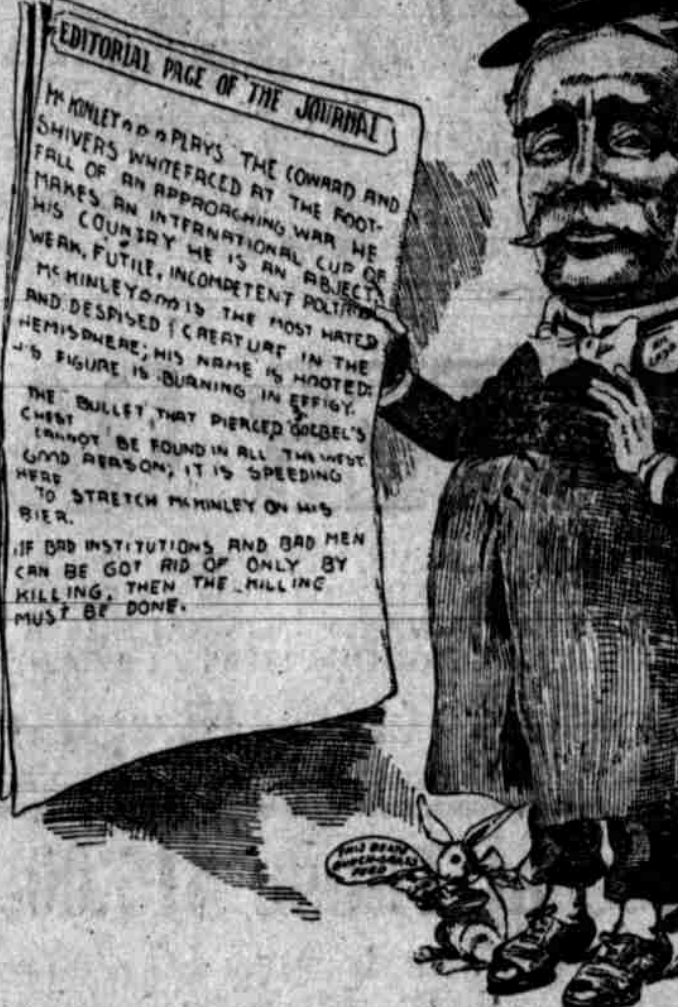 EDITORIAL PAGE OF THE JOURNAL
McKINLEY PLAYS THE COWARD AND
SHIVERS WHITEFACED AT THE FOOT-
FALL OF AN APPROACHING WAR HE
MAKES AN INTERNATIONAL CUP OF
HIS COUNTRY HE IS AN ABJECT,
WEAK, FUTILE, INCOMPETENT
McKINLEY IS THE MOST HATED
AND DESPISED CREATURE IN THE
HEMISPHERE; HIS NAME IS HOOTED:
HIS FIGURE IS BURNING IN EFFIGY.
THE BULLET THAT PIERCED GOEBEL'S
CHEST
CANNOT BE FOUND IN ALL THE WEST.
GOOD REASON; IT IS SPEEDING
HERE
TO STRETCH McKINLEY ON HIS
BIER.
IF BAD INSTITUTIONS AND BAD MEN
CAN BE GOT RID OF ONLY BY
KILLING, THEN THE KILLING
MUST BE DONE.